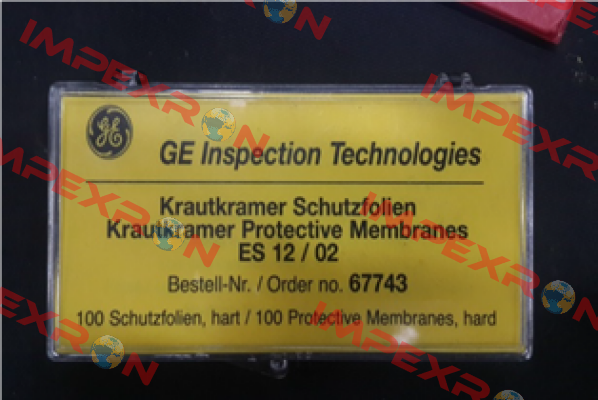 GE
GE Inspection Technologies
Krautkramer Schutzfolien
Krautkramer Protective Membranes
ES 12 / 02
Bestell-Nr. / Order no. 67743
100 Schutzfolien, hart / 100 Protective Membranes, hard
IMPEXRON
IMPEXRON
IMPEXRON
IMPEXRON
IMPEXRON
IMPEXRON